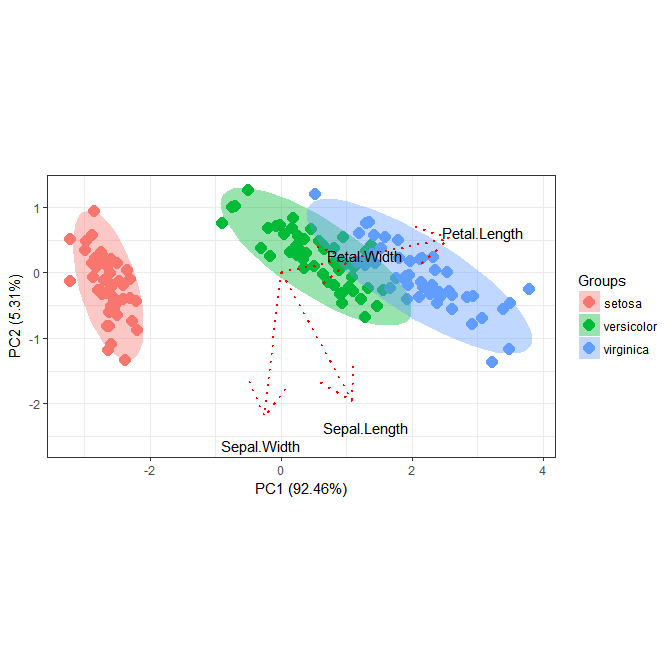 1
0
-1
-2
PC2 (5.31%)
Petal.Length
Petal.Width
Sepal.Length
Sepal.Width
-2
0
2
4
PC1 (92.46%)
Groups
setosa
versicolor
virginica